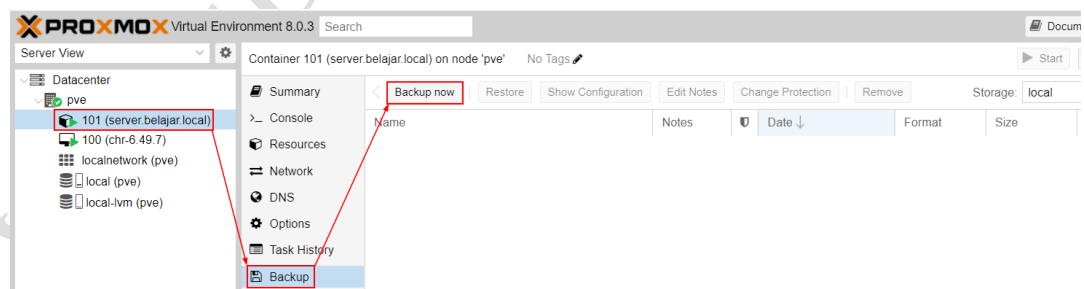 PROXMOX Virtual Environment 8.0.3 Search
Docum
Server View
Container 101 (server.belajar.local) on node 'pve' No Tags
Start
Datacenter
pve
101 (server.belajar.local)
100 (chr-6.49.7)
localnetwork (pve)
local (pve)
local-lvm (pve)
Summary
>_ Console
Resources
Network
DNS
Options
Task History
Backup
Backup now Restore Show Configuration Edit Notes Change Protection Remove Storage: local
Name Notes Date Format Size